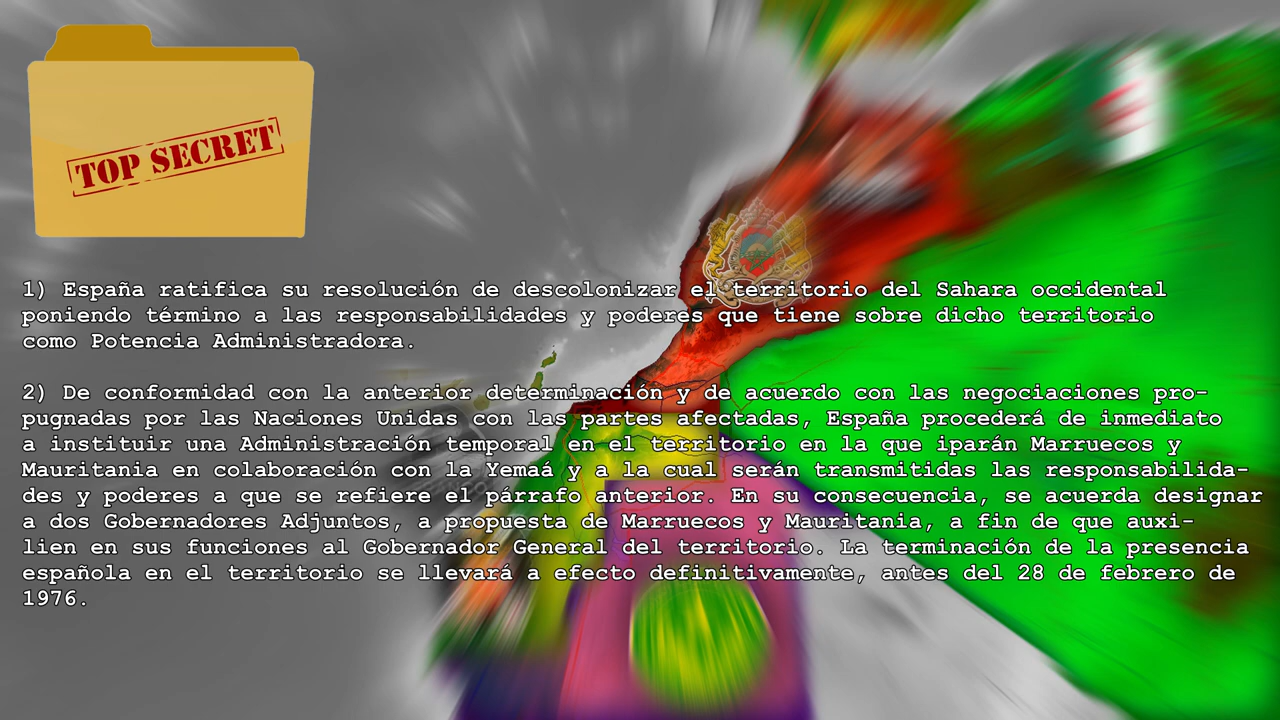 TOP SECRET
1) España ratifica su resolución de descolonizar el territorio del Sahara occidental
poniendo término a las responsabilidades y poderes que tiene sobre dicho territorio
como Potencia Administradora.
2) De conformidad con la anterior determinación y de acuerdo con las negociaciones pro-
pugnadas por las Naciones Unidas con las partes afectadas, España procederá de inmediato
a instituir una Administración temporal en el territorio en la que iparán Marruecos y
Mauritania en colaboración con la Yemaá y a la cual serán transmitidas las responsabilida-
des y poderes a que se refiere el párrafo anterior. En su consecuencia, se acuerda designar
a dos Gobernadores Adjuntos, a propuesta de Marruecos y Mauritania, a fin de que auxi-
lien en sus funciones al Gobernador General del territorio. La terminación de la presencia
española en el territorio se llevará a efecto definitivamente, antes del 28 de febrero de
1976.